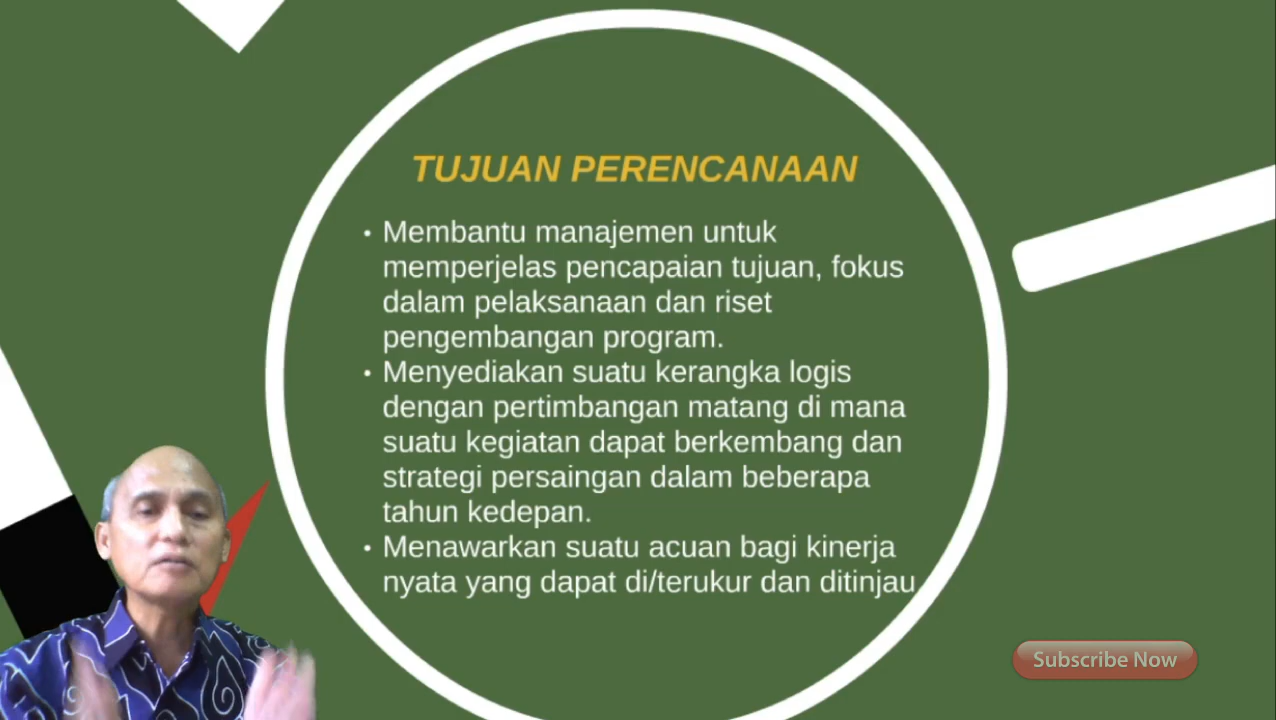 TUJUAN PERENCANAAN
• Membantu manajemen untuk
memperjelas pencapaian tujuan, fokus
dalam pelaksanaan dan riset
pengembangan program.
• Menyediakan suatu kerangka logis
dengan pertimbangan matang di mana
suatu kegiatan dapat berkembang dan
strategi persaingan dalam beberapa
tahun kedepan.
• Menawarkan suatu acuan bagi kinerja
nyata yang dapat di/terukur dan ditinjau.
Subscribe Now